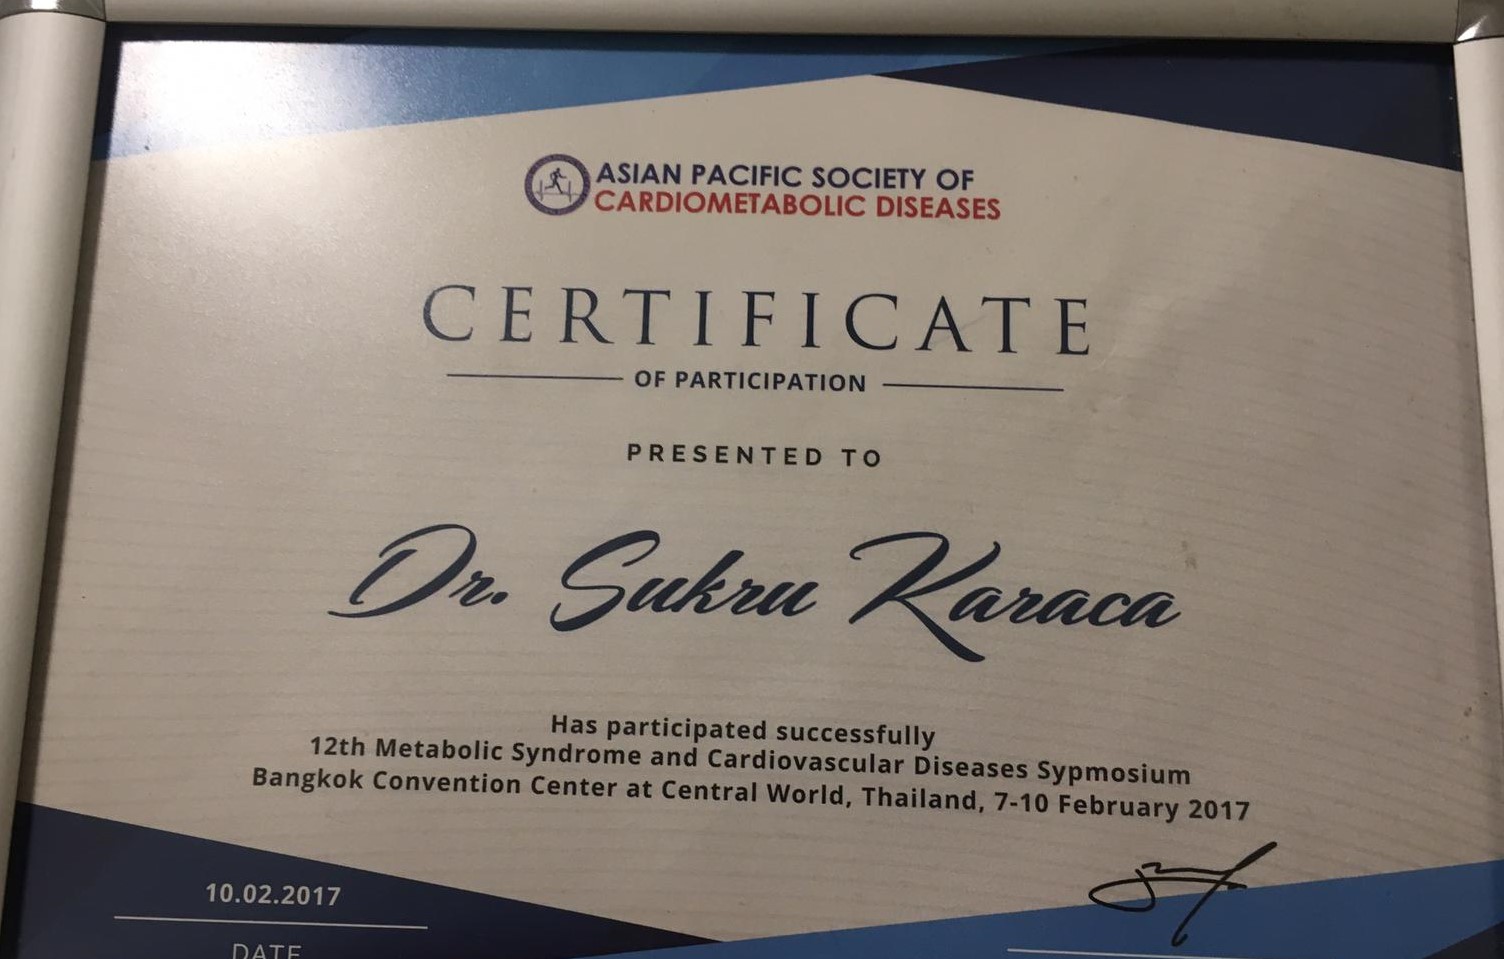 ASIAN PACIFIC SOCIETY OF
CARDIOMETABOLIC DISEASES
CERTIFICATE
OF PARTICIPATION
PRESENTED TO
Dr. Sukru Karaca
Has participated successfully
12th Metabolic Syndrome and Cardiovascular Diseases Sypmosium
Bangkok Convention Center at Central World, Thailand, 7-10 February 2017
10.02.2017
DATE